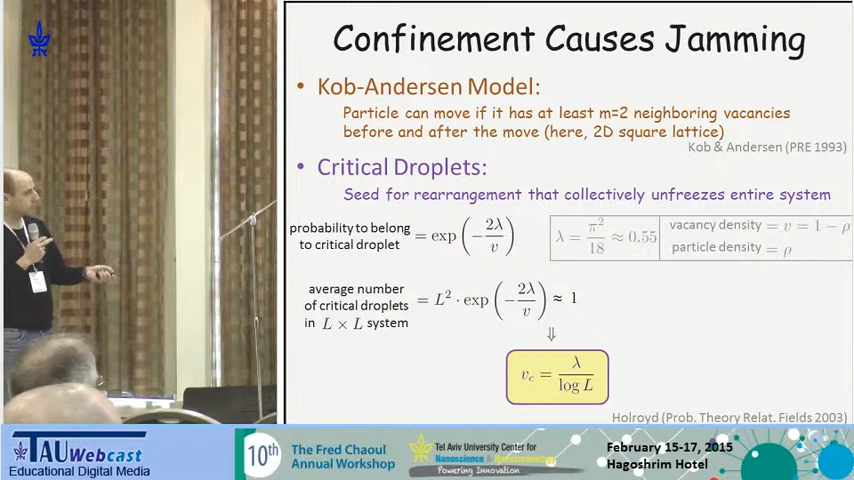 Confinement Causes Jamming
• Kob-Andersen Model:
Particle can move if it has at least m=2 neighboring vacancies
before and after the move (here, 2D square lattice)
Kob & Andersen (PRE 1993)
• Critical Droplets:
Seed for rearrangement that collectively unfreezes entire system
probability to belong
to critical droplet = exp(−2λ/v)
λ = π²/18 ≈ 0.55
vacancy density = v = 1 − ρ
particle density = ρ
average number
of critical droplets
in L × L system
= L² · exp(−2λ/v) ≈ 1
⇓
v_c = λ/log L
Holroyd (Prob. Theory Relat. Fields 2003)
TAU Webcast
Educational Digital Media
10th
The Fred Chaoul
Annual Workshop
Tel Aviv University Center for
Nanoscience &
Powering Innovation
February 15-17, 2015
Hagoshrim Hotel